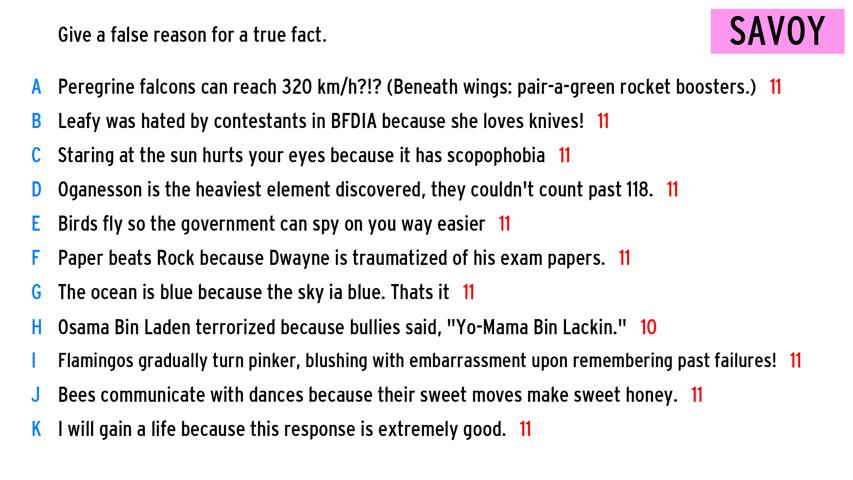 Give a false reason for a true fact.
SAVOY
A Peregrine falcons can reach 320 km/h?!? (Beneath wings: pair-a-green rocket boosters.) 11
B Leafy was hated by contestants in BFDIA because she loves knives! 11
C Staring at the sun hurts your eyes because it has scopophobia 11
D Oganesson is the heaviest element discovered, they couldn't count past 118. 11
E Birds fly so the government can spy on you way easier 11
F Paper beats Rock because Dwayne is traumatized of his exam papers. 11
G The ocean is blue because the sky ia blue. Thats it 11
H Osama Bin Laden terrorized because bullies said, "Yo-Mama Bin Lackin." 10
I Flamingos gradually turn pinker, blushing with embarrassment upon remembering past failures! 11
J Bees communicate with dances because their sweet moves make sweet honey. 11
K I will gain a life because this response is extremely good. 11